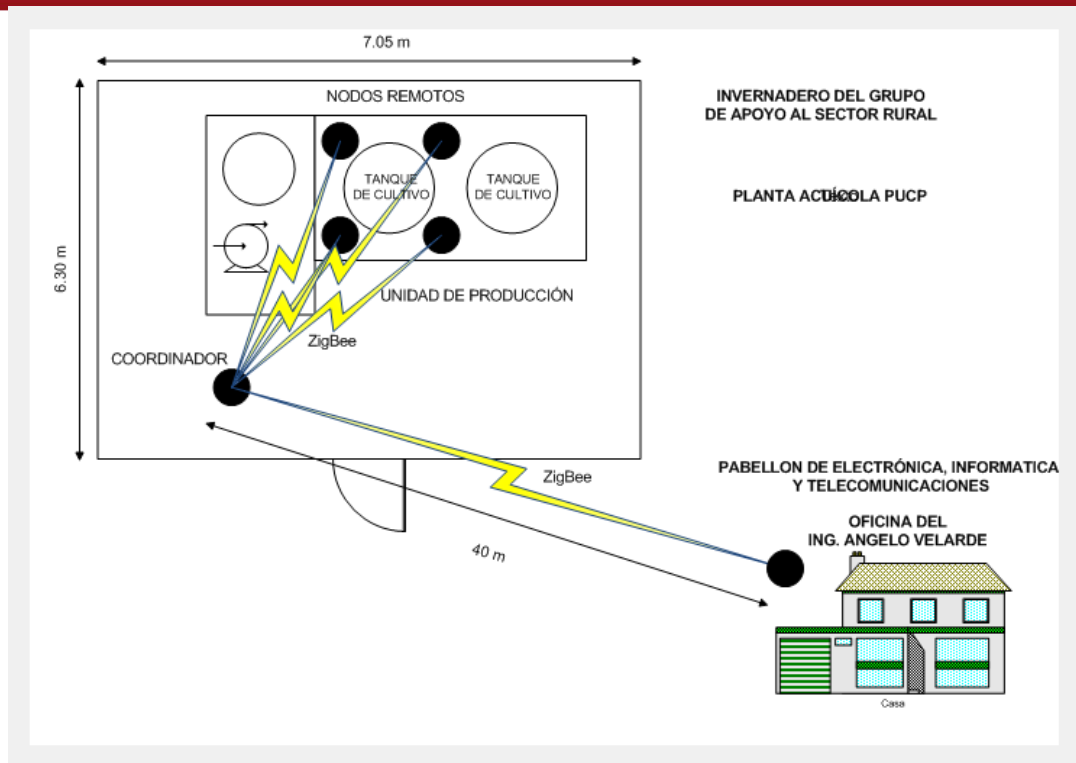 7.05 m
NODOS REMOTOS
INVERNADERO DEL GRUPO
DE APOYO AL SECTOR RURAL
TANQUE
DE CULTIVO
TANQUE
DE CULTIVO
PLANTA ACUÍCOLA PUCP
6.30 m
UNIDAD DE PRODUCCIÓN
ZigBee
COORDINADOR
ZigBee
PABELLON DE ELECTRÓNICA, INFORMATICA
Y TELECOMUNICACIONES
OFICINA DEL
ING. ANGELO VELARDE
40 m
Casa